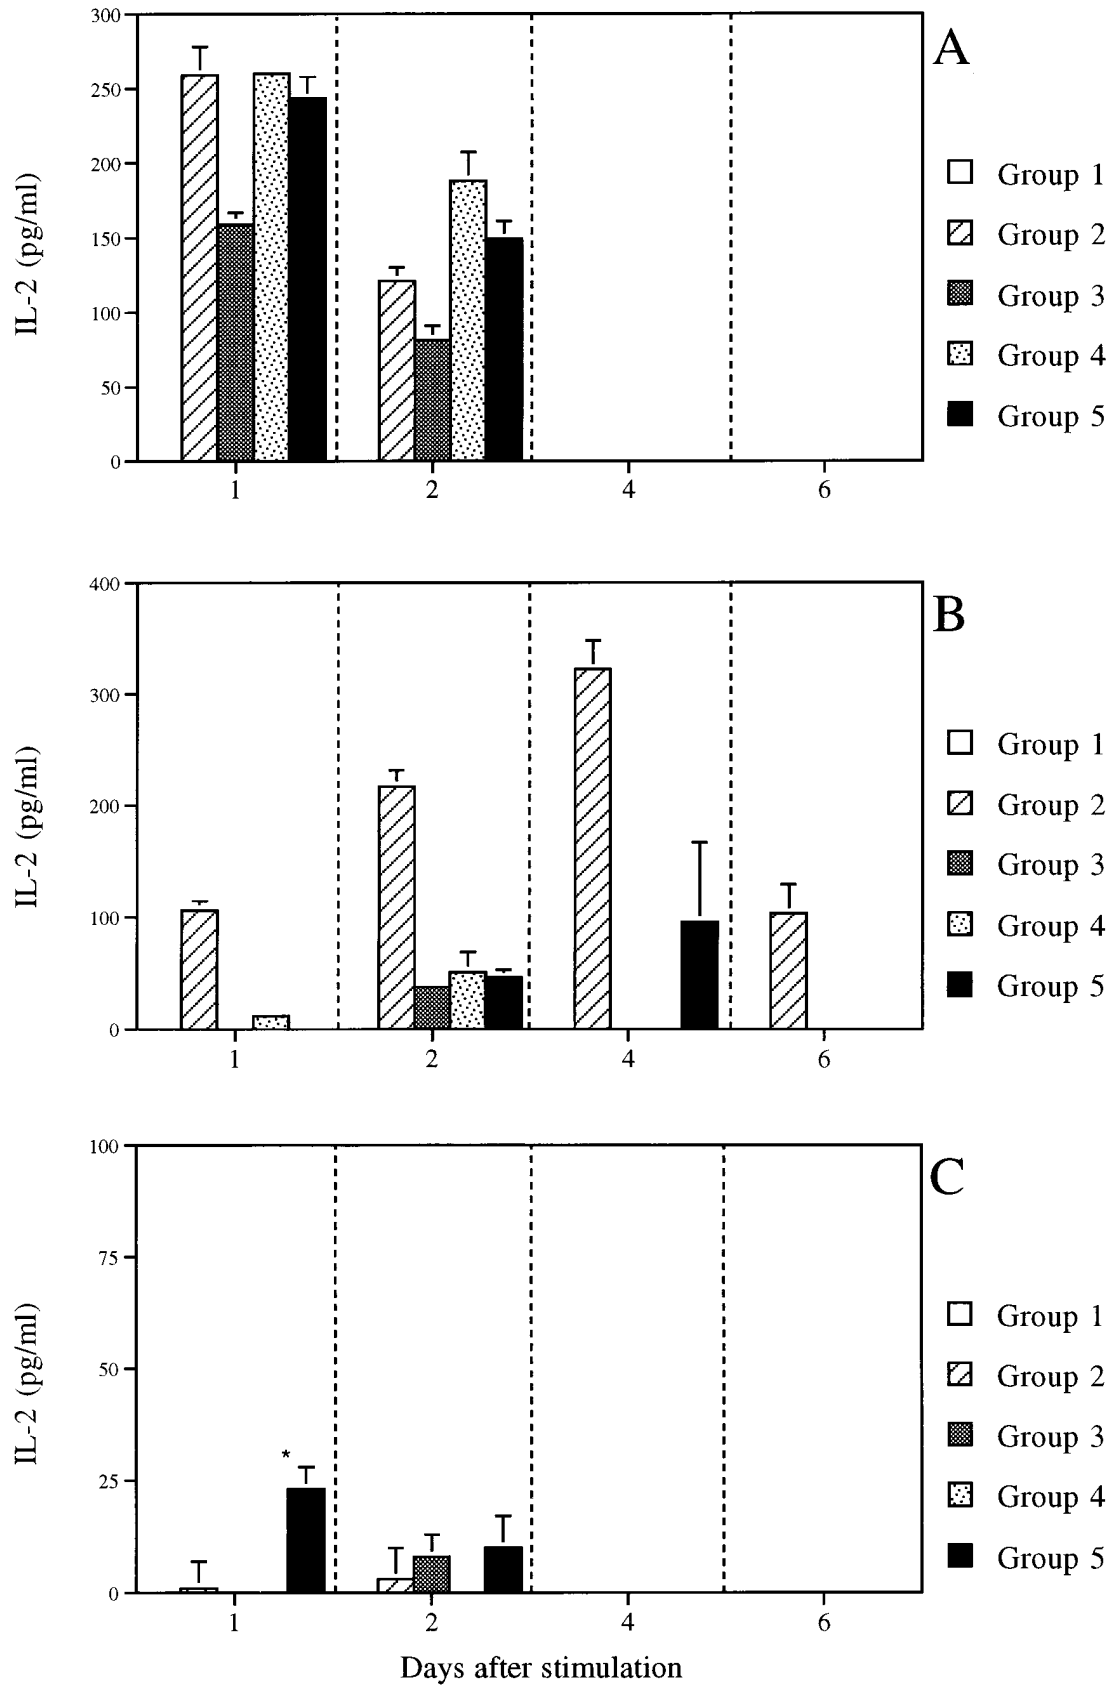 A
300
250
200
150
100
50
0
IL-2 (pg/ml)
1 2 4 6
Group 1
Group 2
Group 3
Group 4
Group 5
B
400
300
200
100
0
IL-2 (pg/ml)
1 2 4 6
Group 1
Group 2
Group 3
Group 4
Group 5
C
100
75
50
25
0
IL-2 (pg/ml)
*
1 2 4 6
Group 1
Group 2
Group 3
Group 4
Group 5
Days after stimulation